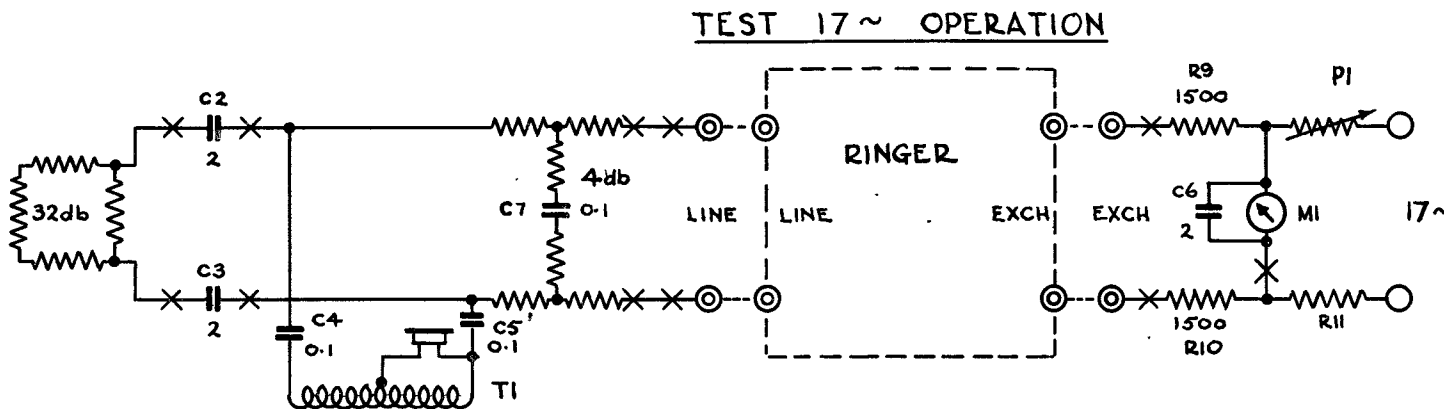 TEST 17~ OPERATION
R9
1500
P1
C2
2
32db
C3
2
C4
0.1
C5
0.1
T1
C7
0.1
4db
LINE
LINE
RINGER
EXCH
EXCH
C6
2
M1
17~
1500
R10
R11